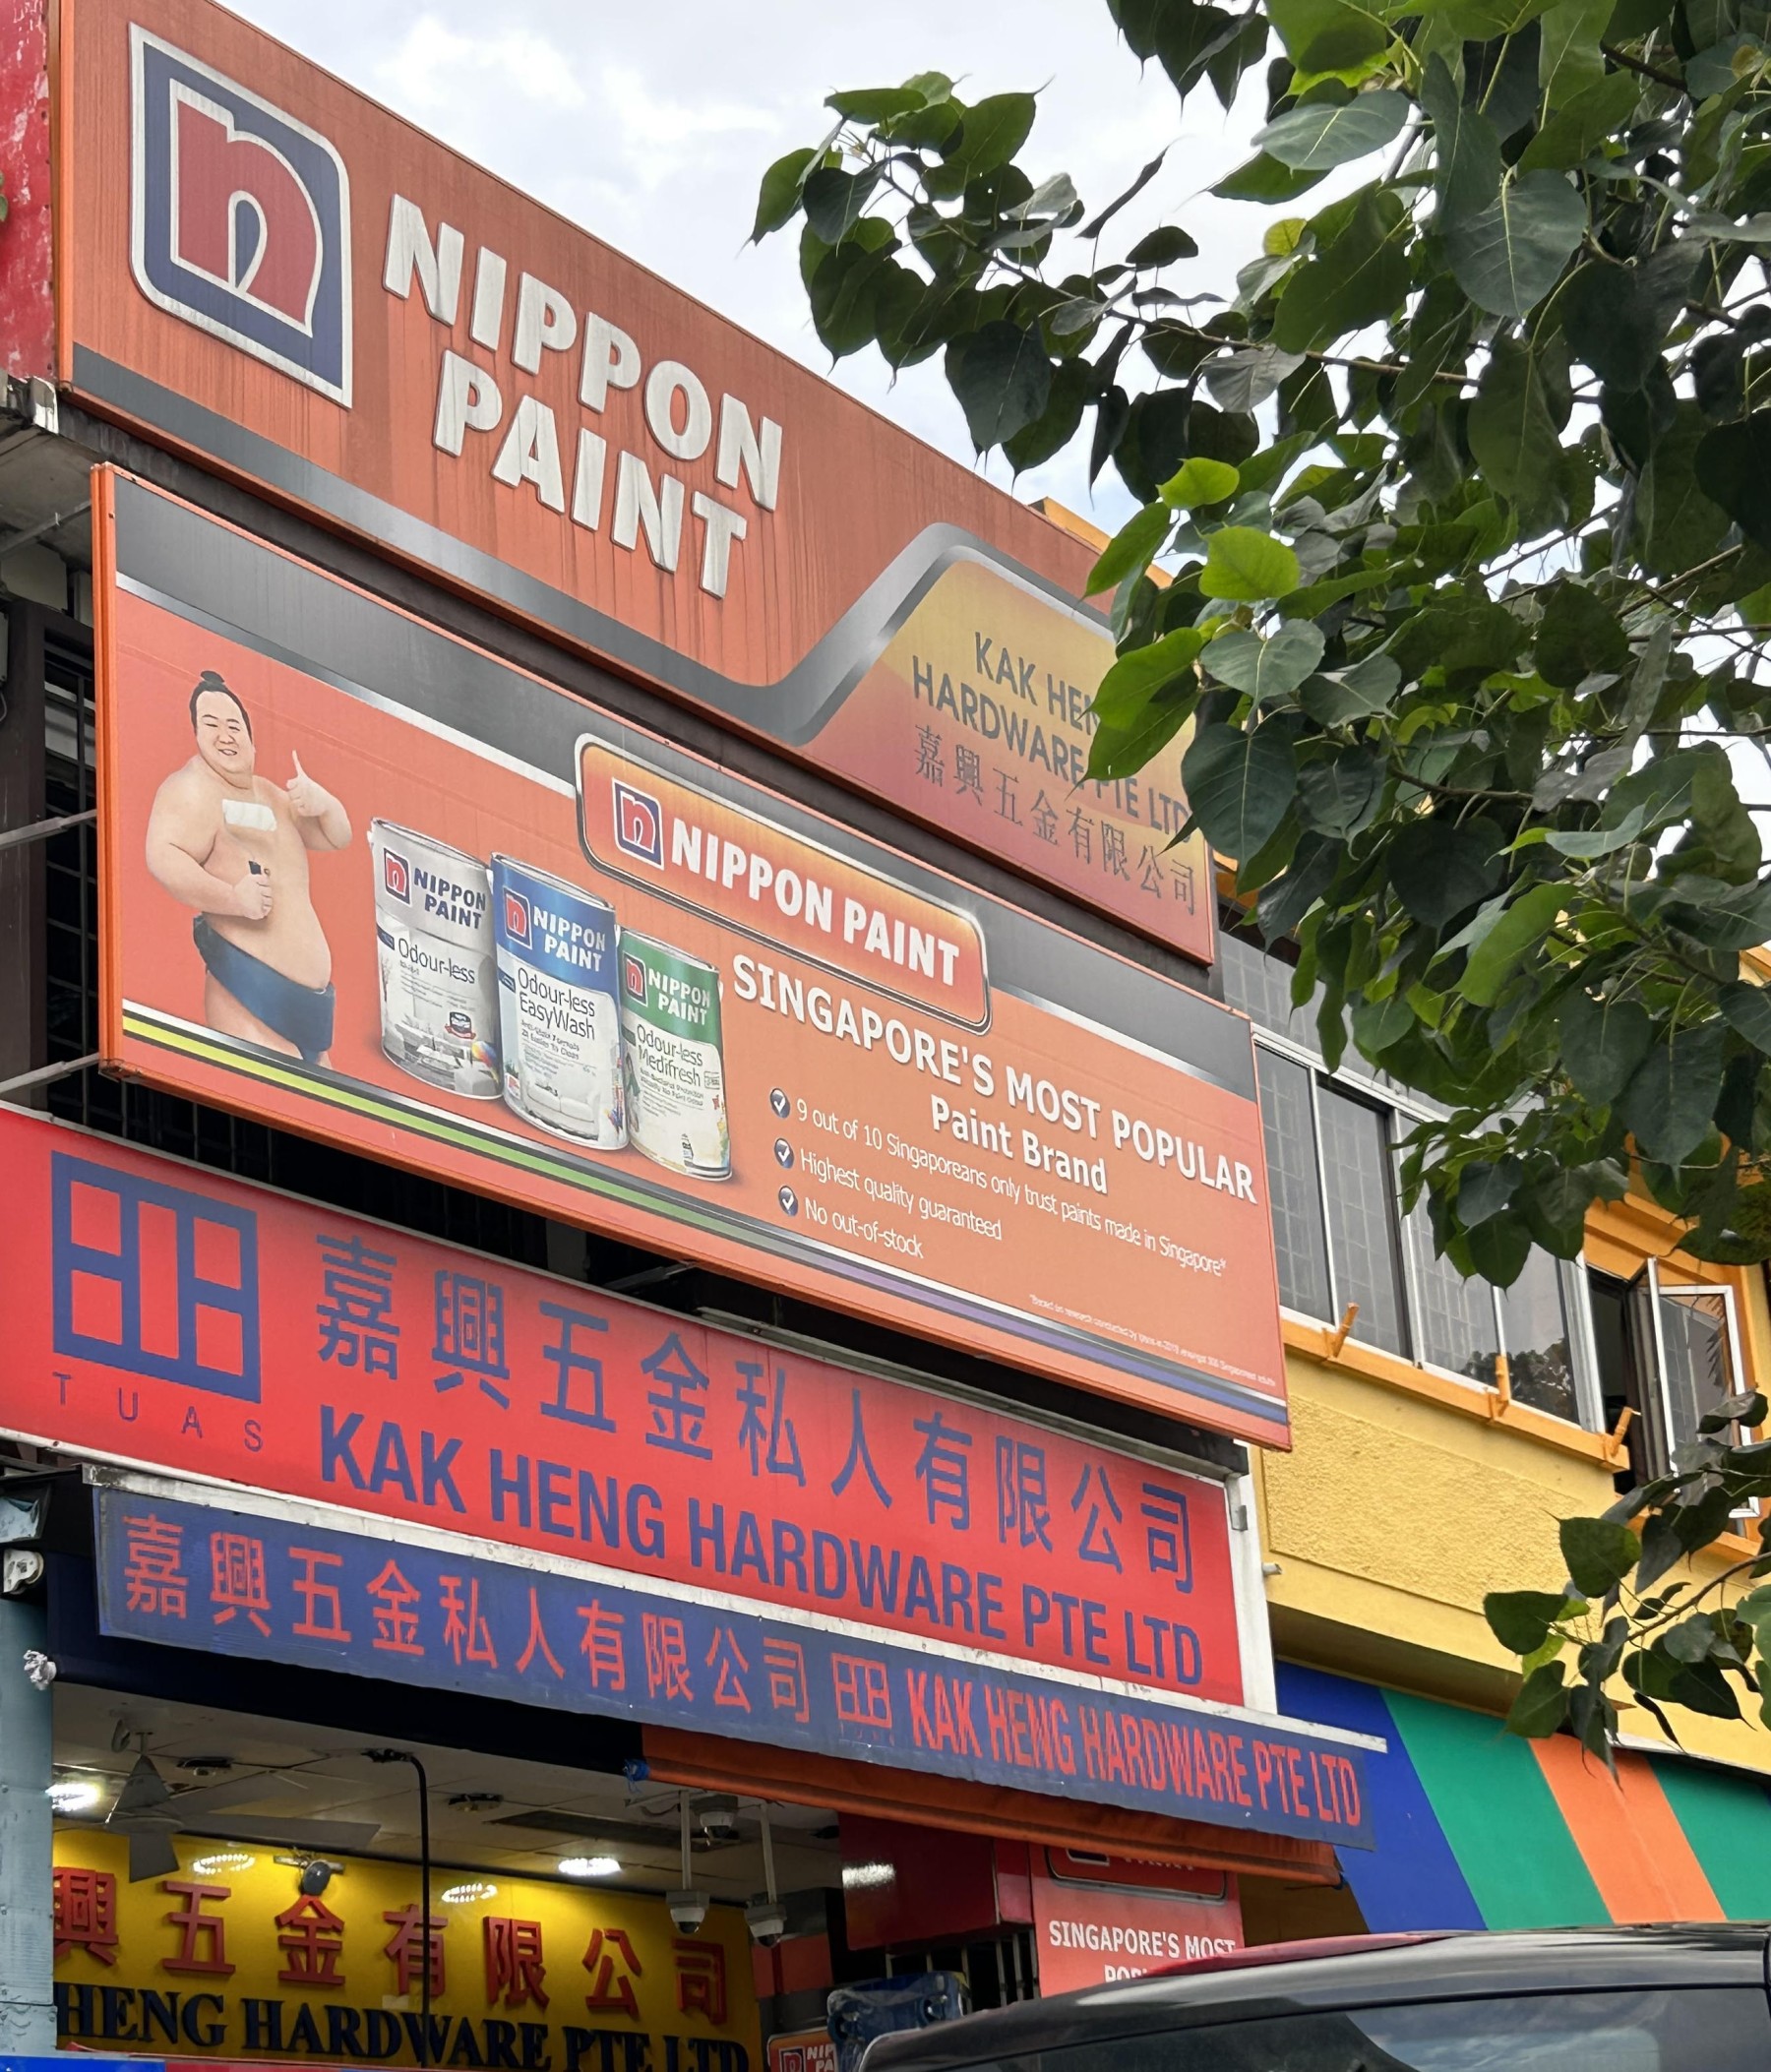 n
NIPPON
PAINT
KAK HEN
HARDWARE PTE LTD
嘉興五金有限公司
n NIPPON PAINT
SINGAPORE'S MOST POPULAR
Paint Brand
9 out of 10 Singaporeans only trust paints made in Singapore*
Highest quality guaranteed
No out-of-stock
n NIPPON
PAINT
Odour-less
n NIPPON
PAINT
Odour-less
EasyWash
n NIPPON
PAINT
Odour-less
Medifresh
TUAS
嘉興五金私人有限公司
KAK HENG HARDWARE PTE LTD
嘉興五金私人有限公司 KAK HENG HARDWARE PTE LTD
興五金有限公司
HENG HARDWARE PTE LTD
SINGAPORE'S MOST